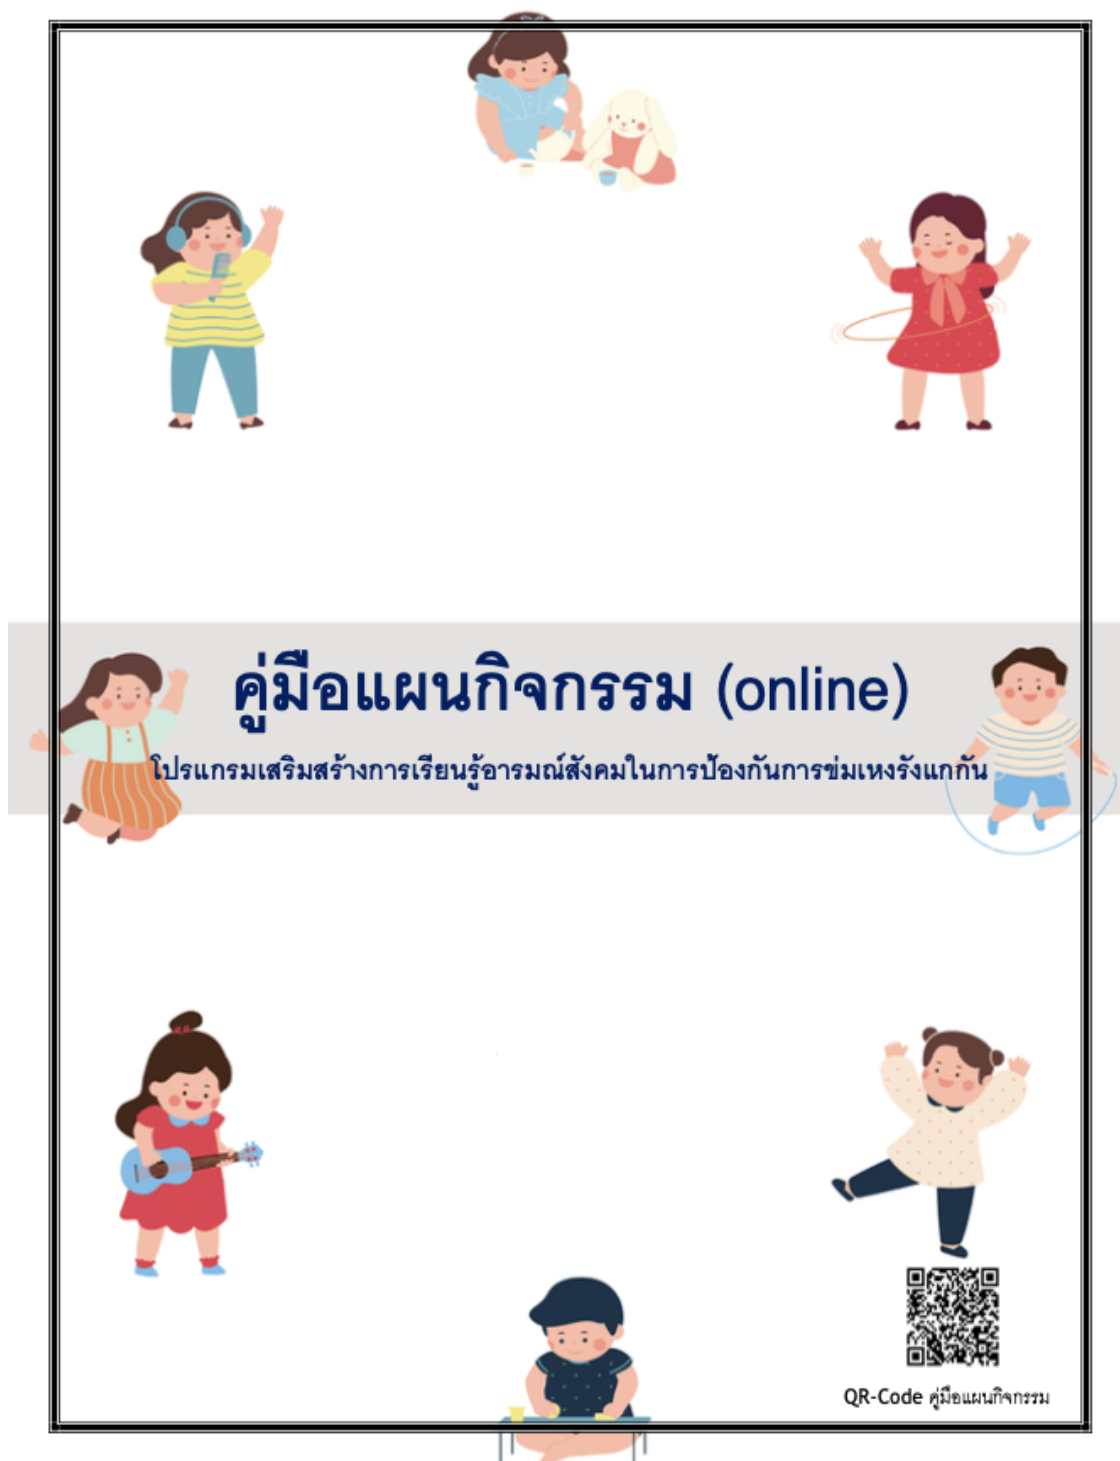 คู่มือแผนกิจกรรม (online)
โปรแกรมเสริมสร้างการเรียนรู้อารมณ์สังคมในการป้องกันการข่มเหงรังแกกัน
QR-Code คู่มือแผนกิจกรรม